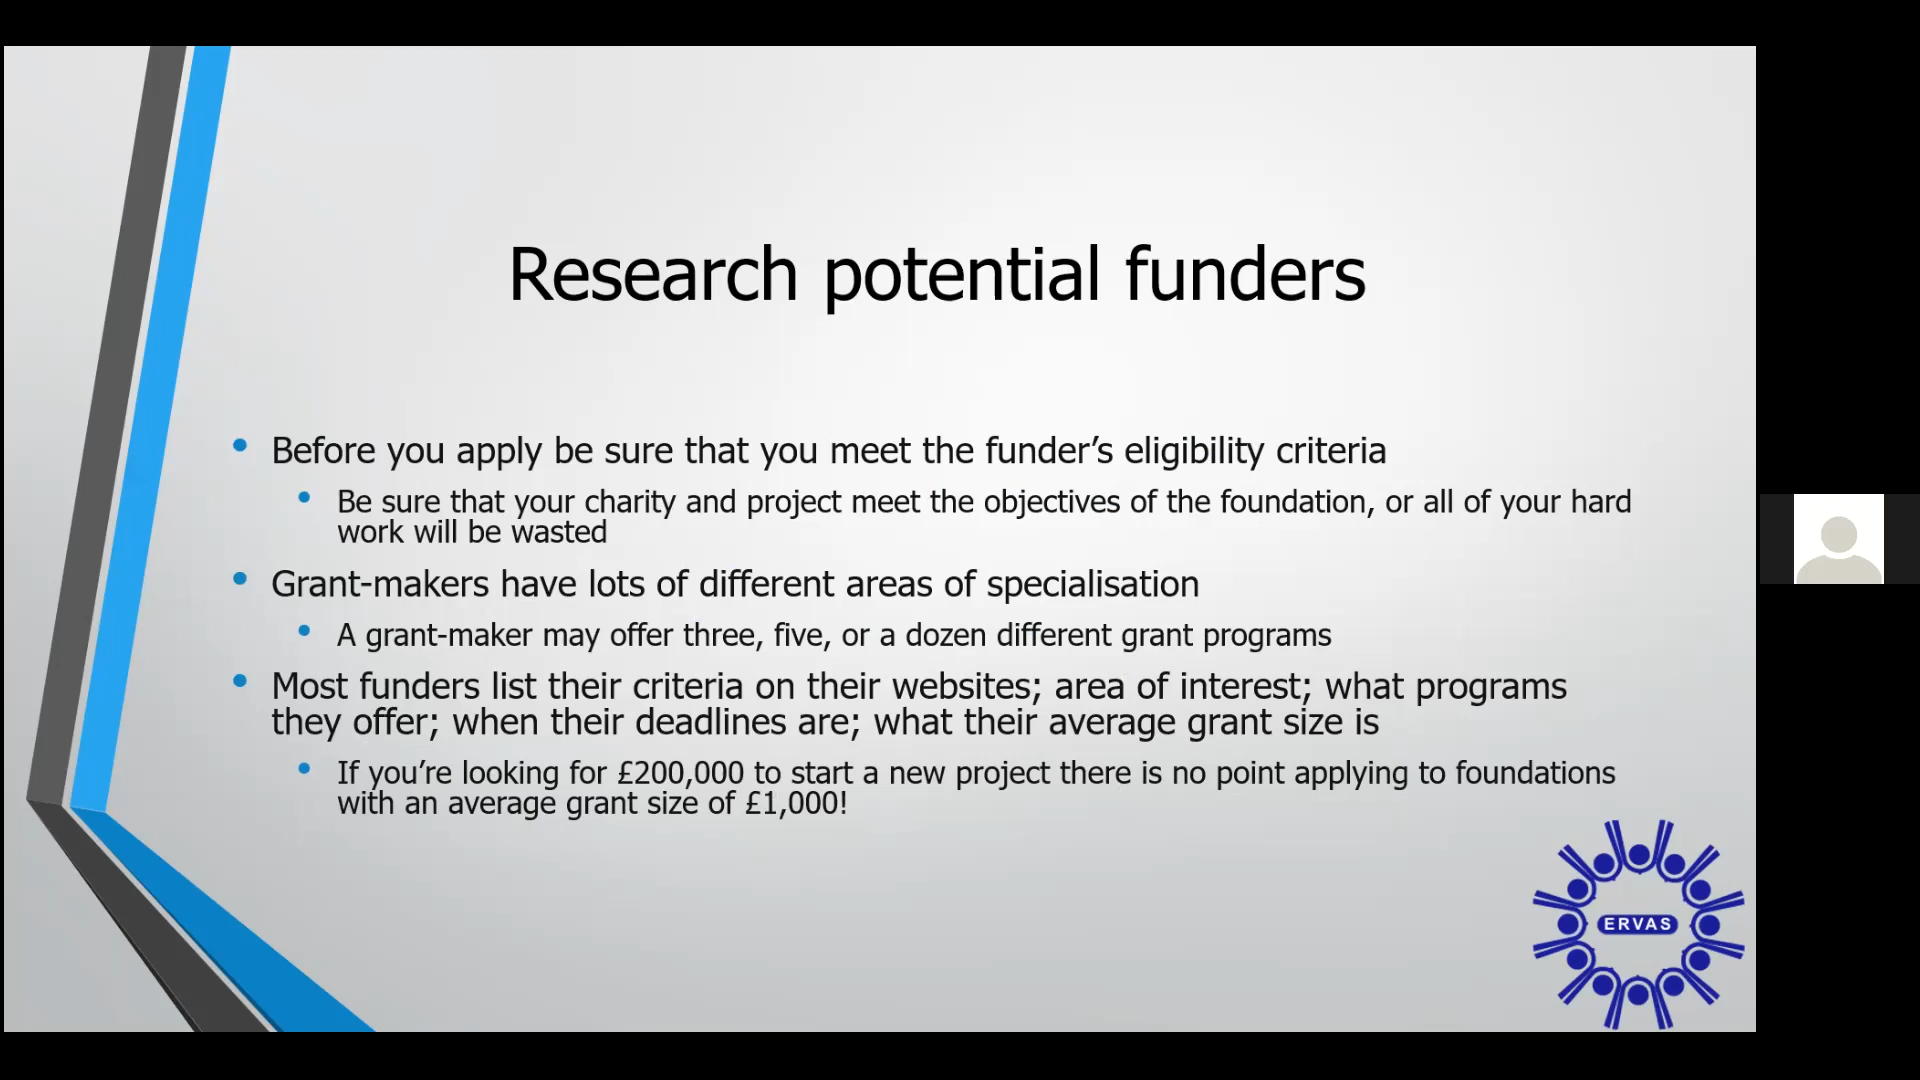 Research potential funders
Before you apply be sure that you meet the funder’s eligibility criteria
Be sure that your charity and project meet the objectives of the foundation, or all of your hard
work will be wasted
Grant-makers have lots of different areas of specialisation
A grant-maker may offer three, five, or a dozen different grant programs
Most funders list their criteria on their websites; area of interest; what programs
they offer; when their deadlines are; what their average grant size is
If you’re looking for £200,000 to start a new project there is no point applying to foundations
with an average grant size of £1,000!
ERVAS